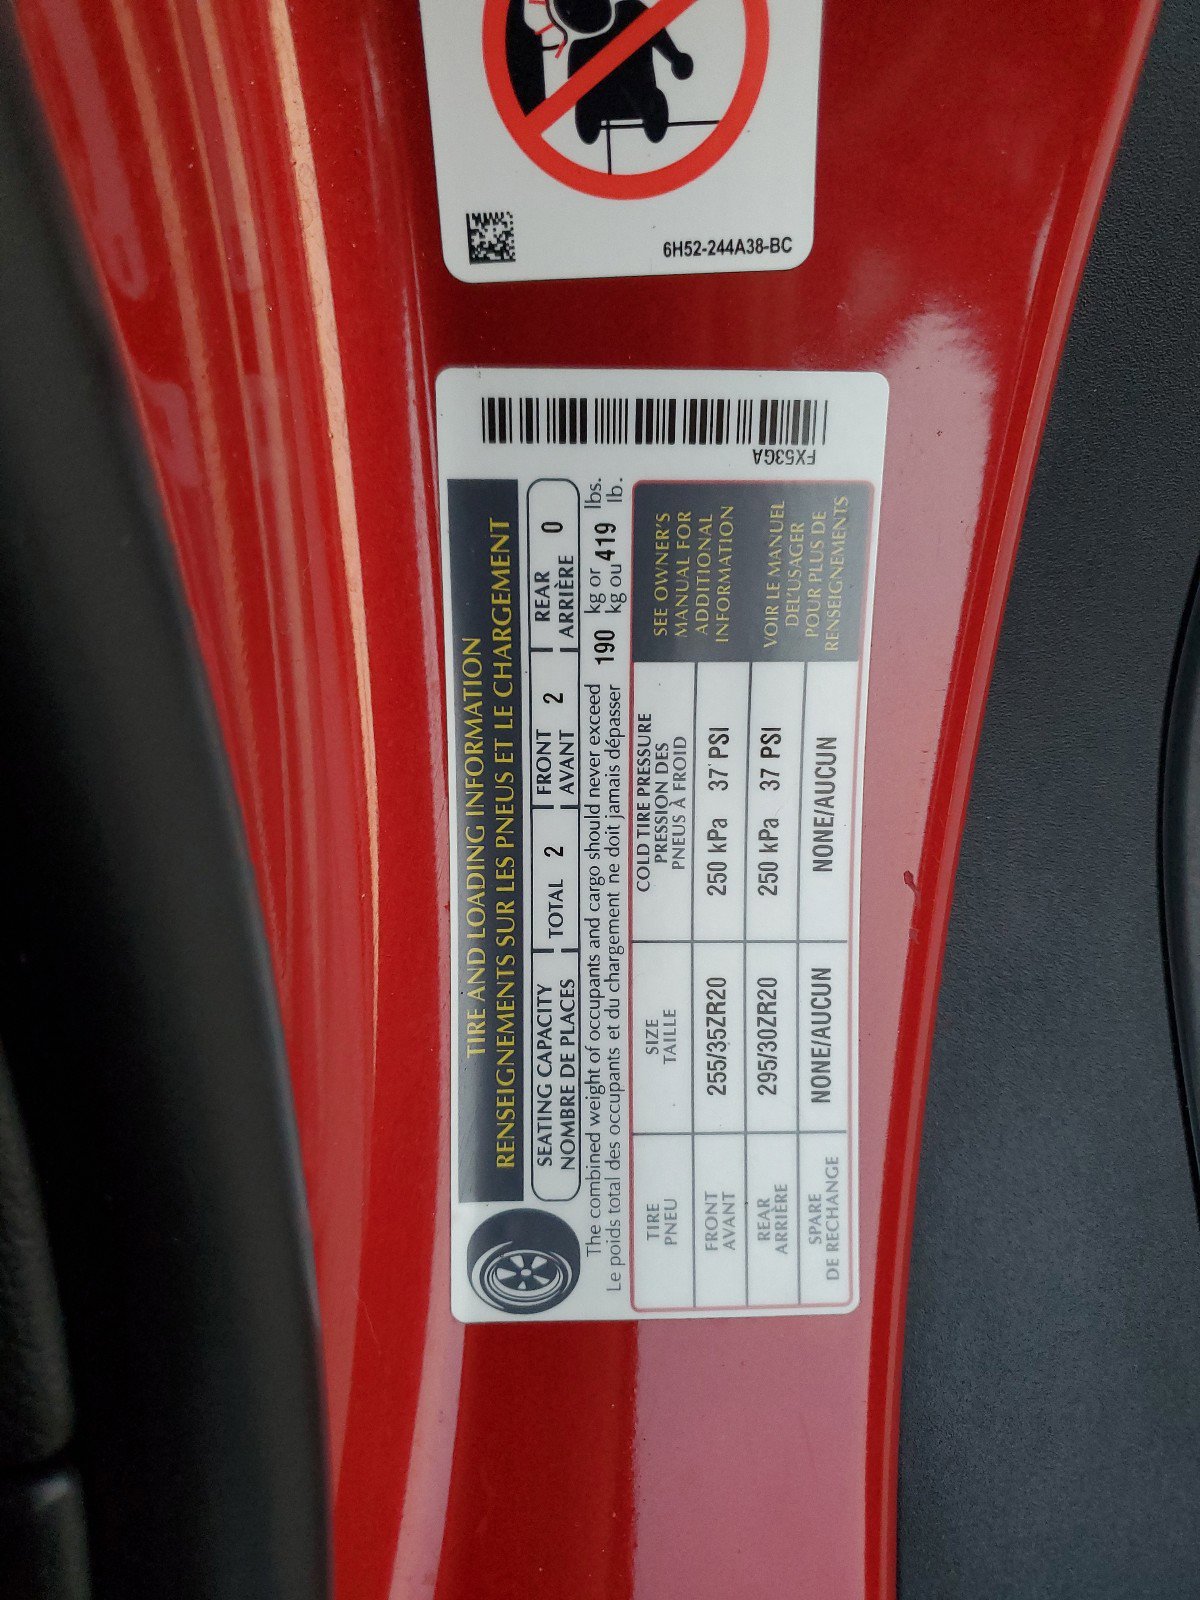 6H52-244A38-BC
FX53GA
TIRE AND LOADING INFORMATION
RENSEIGNEMENTS SUR LES PNEUS ET LE CHARGEMENT
SEATING CAPACITY
NOMBRE DE PLACES
TOTAL 2
FRONT
AVANT 2
REAR
ARRIÈRE 0
The combined weight of occupants and cargo should never exceed 190 kg or 419 lbs.
Le poids total des occupants et du chargement ne doit jamais dépasser kg ou lb.
TIRE
PNEU
SIZE
TAILLE
COLD TIRE PRESSURE
PRESSION DES
PNEUS À FROID
SEE OWNER'S
MANUAL FOR
ADDITIONAL
INFORMATION
VOIR LE MANUEL
DEL'USAGER
POUR PLUS DE
RENSEIGNEMENTS
FRONT
AVANT
255/35ZR20
250 kPa 37 PSI
REAR
ARRIÈRE
295/30ZR20
250 kPa 37 PSI
SPARE
DE RECHANGE
NONE/AUCUN
NONE/AUCUN